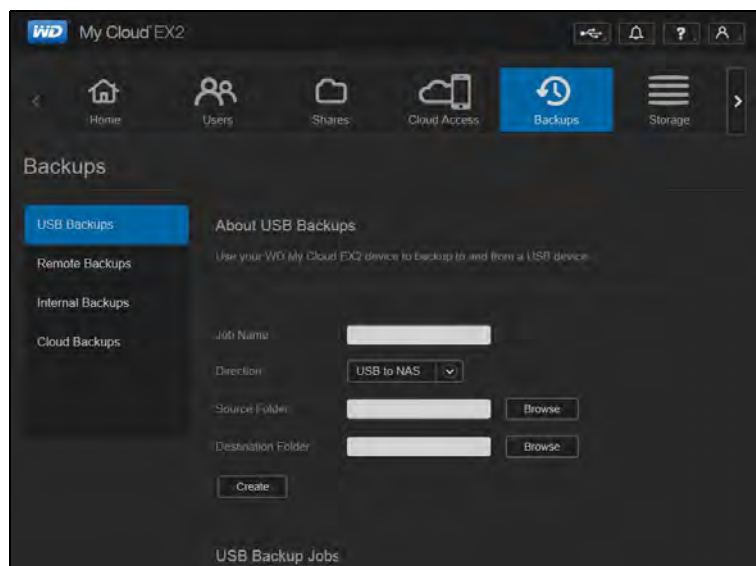 WD My Cloud EX2
?
Home Users Shares Cloud Access Backups Storage
Backups
USB Backups
Remote Backups
Internal Backups
Cloud Backups
About USB Backups
Use your WD My Cloud EX2 device to backup to and from a USB device.
Job Name
Direction USB to NAS
Source Folder Browse
Destination Folder Browse
Create
USB Backup Jobs